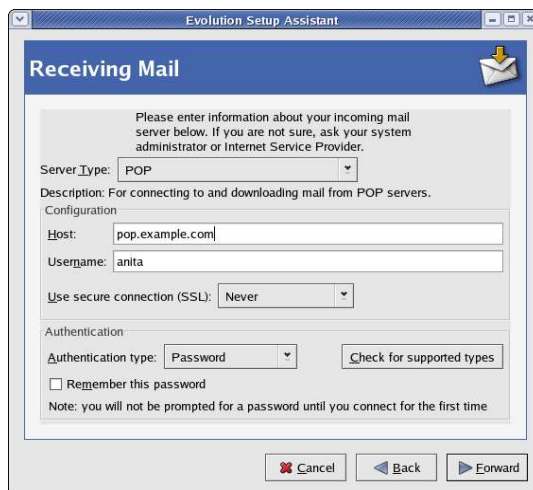 Evolution Setup Assistant
Receiving Mail
Please enter information about your incoming mail
server below. If you are not sure, ask your system
administrator or Internet Service Provider.
Server Type: POP
Description: For connecting to and downloading mail from POP servers.
Configuration
Host: pop.example.com
Username: anita
Use secure connection (SSL): Never
Authentication
Authentication type: Password Check for supported types
Remember this password
Note: you will not be prompted for a password until you connect for the first time
Cancel Back Forward